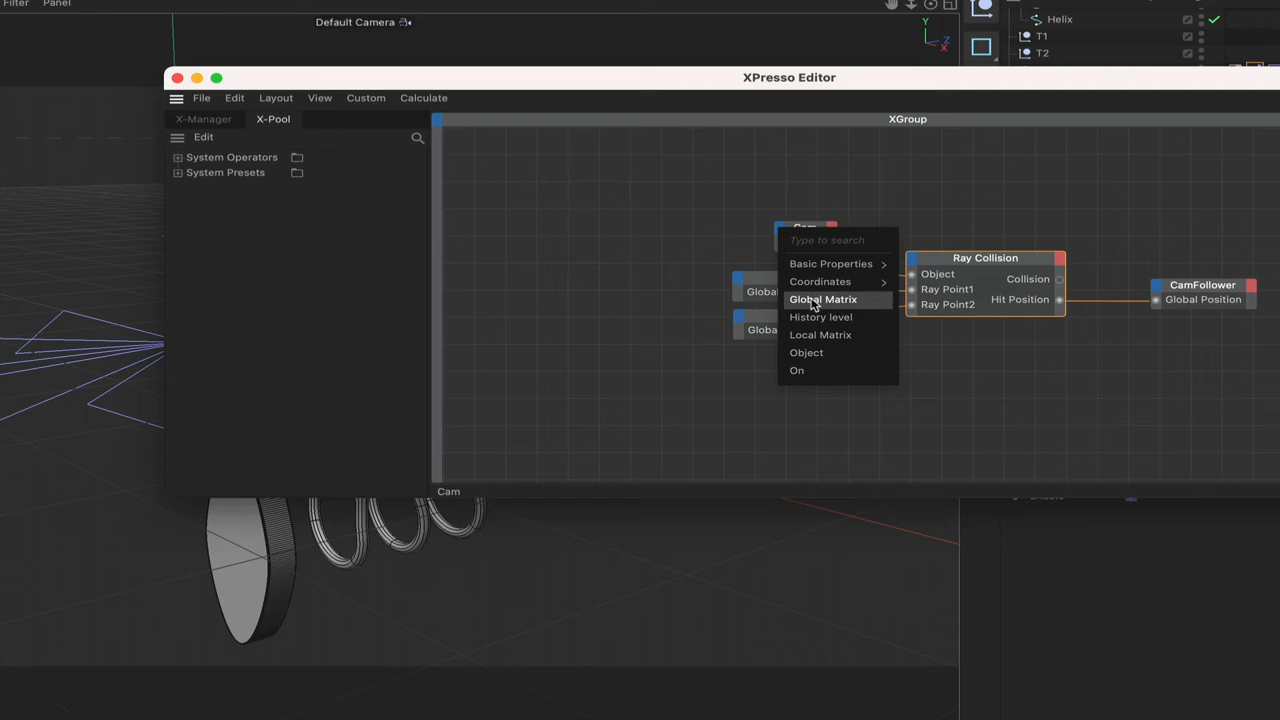 Filter Panel
Default Camera
Y
Z
X
Helix
T1
T2
XPresso Editor
File Edit Layout View Custom Calculate
X-Manager X-Pool
XGroup
Edit
System Operators
System Presets
Type to search
Basic Properties
Coordinates
Global Matrix
History level
Local Matrix
Object
On
Ray Collision
Object
Collision
Ray Point1
Hit Position
Ray Point2
CamFollower
Global Position
Cam